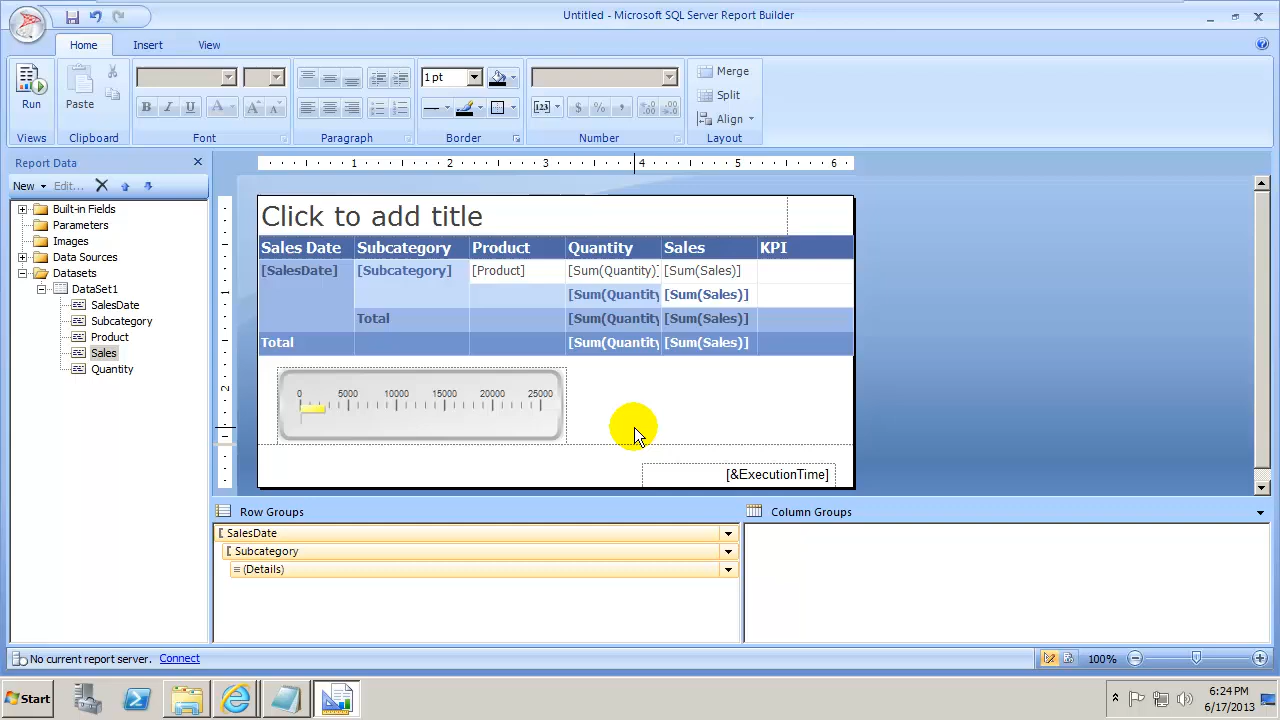 Untitled - Microsoft SQL Server Report Builder
Home Insert View
Run
Paste
1 pt
B I U A A A
$ % ,
Merge
Split
Align
Views Clipboard Font Paragraph Border Number Layout
Report Data
New Edit...
Built-in Fields
Parameters
Images
Data Sources
Datasets
DataSet1
SalesDate
Subcategory
Product
Sales
Quantity
1 2 3 4 5 6
1
2
Click to add title
Sales Date Subcategory Product Quantity Sales KPI
[SalesDate] [Subcategory] [Product] [Sum(Quantity)] [Sum(Sales)]
[Sum(Quantity [Sum(Sales)]
Total [Sum(Quantity [Sum(Sales)]
Total [Sum(Quantity [Sum(Sales)]
0 5000 10000 15000 20000 25000
[&ExecutionTime]
Row Groups
SalesDate
Subcategory
(Details)
Column Groups
No current report server. Connect
100%
Start
6:24 PM
6/17/2013